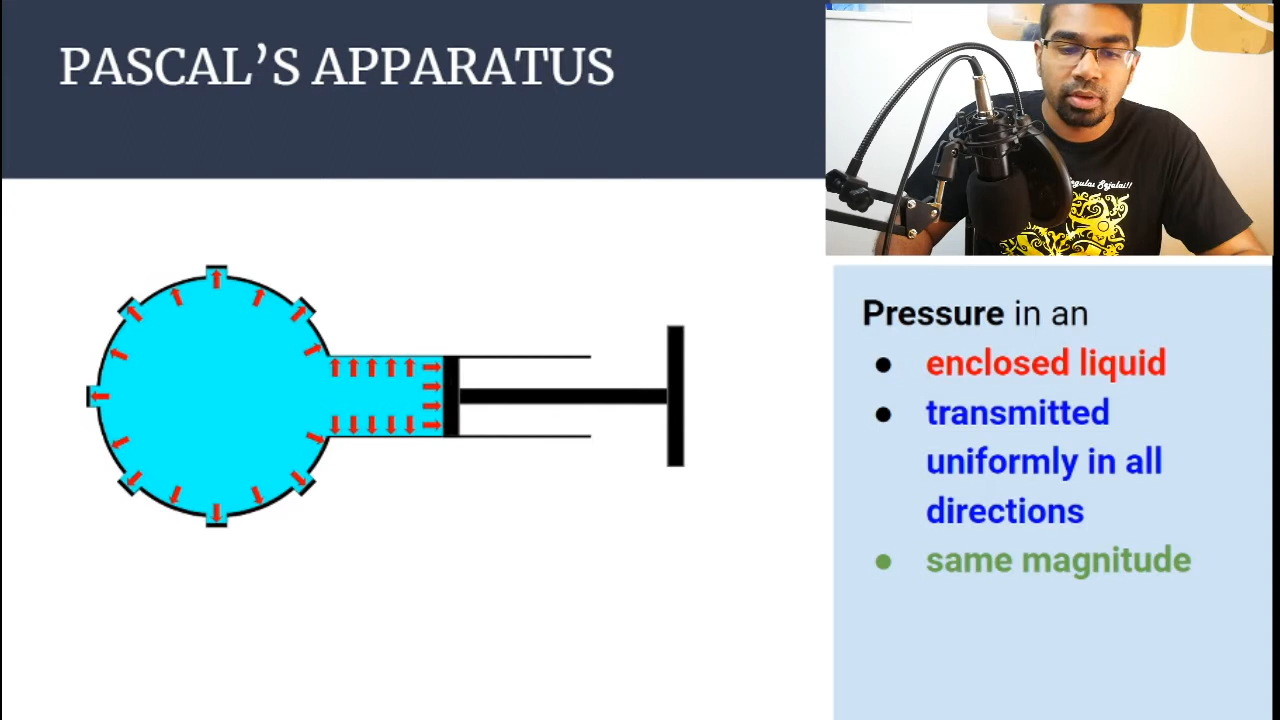 PASCAL’S APPARATUS
Pressure in an
● enclosed liquid
● transmitted
uniformly in all
directions
● same magnitude